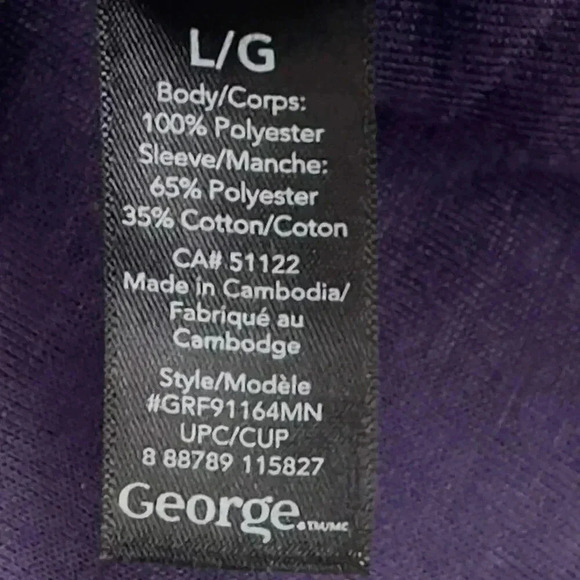 L/G
Body/Corps:
100% Polyester
Sleeve/Manche:
65% Polyester
35% Cotton/Coton
CA# 51122
Made in Cambodia/
Fabriqué au
Cambodge
Style/Modèle
#GRF91164MN
UPC/CUP
8 88789 115827
George